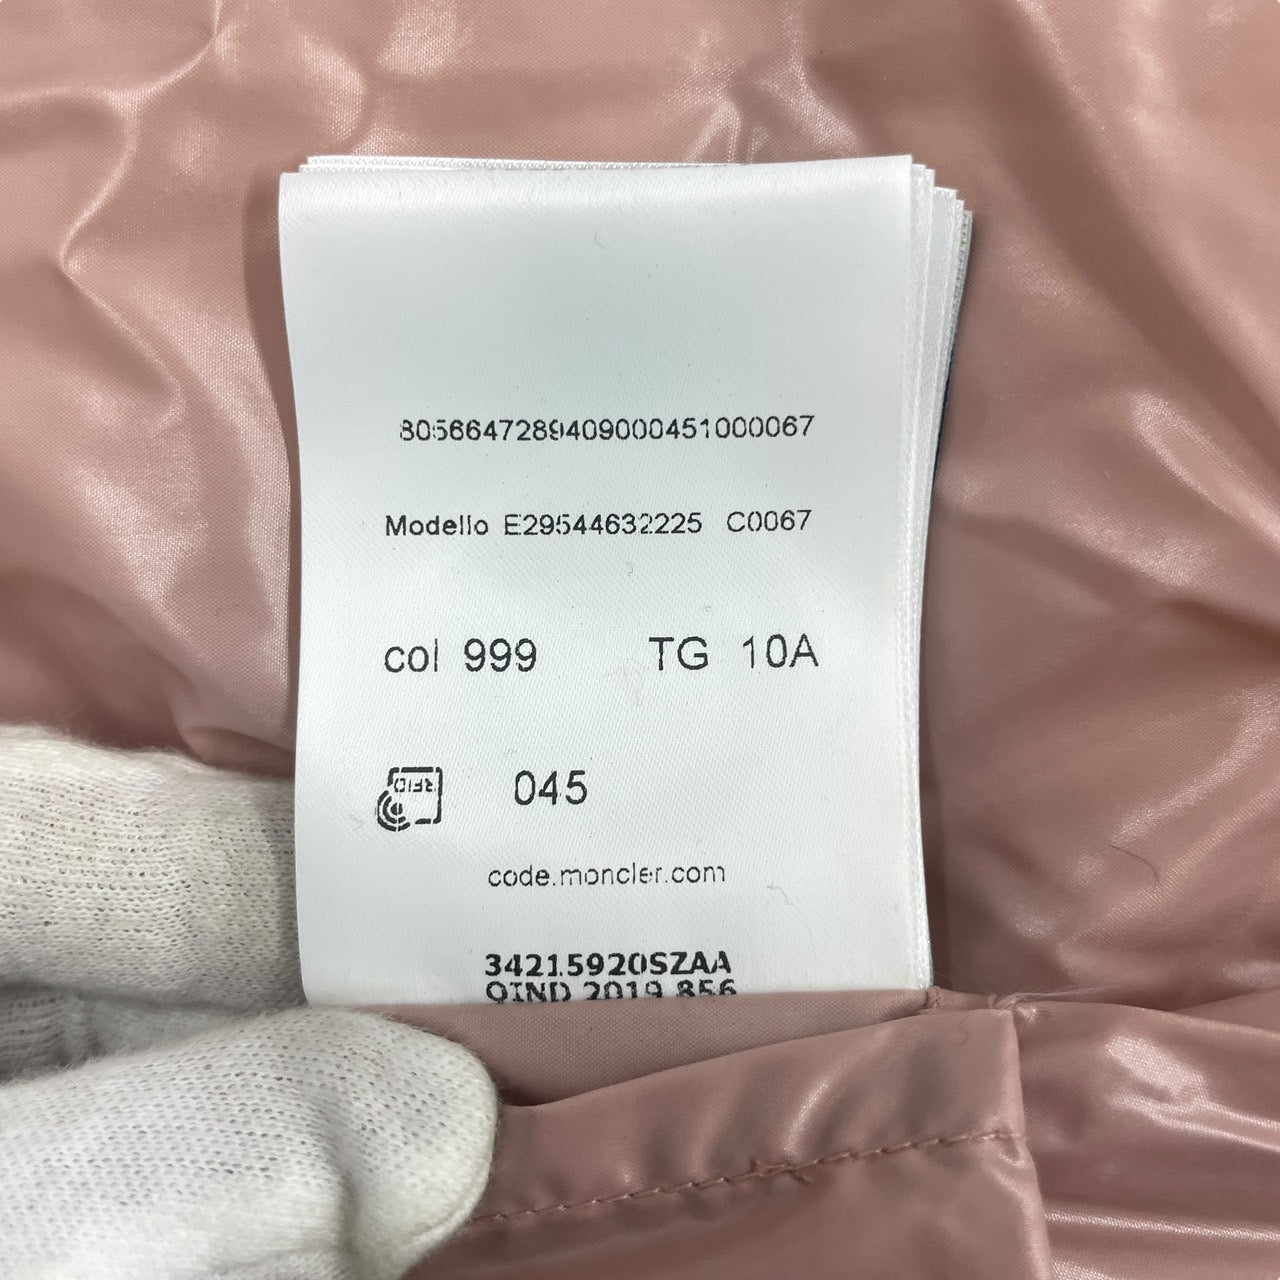 8056647289409000451000067
Modello E29544632225 C0067
col 999 TG 10A
RFID
045
code.moncler.com
34215920SZAA
QIND 2019 856